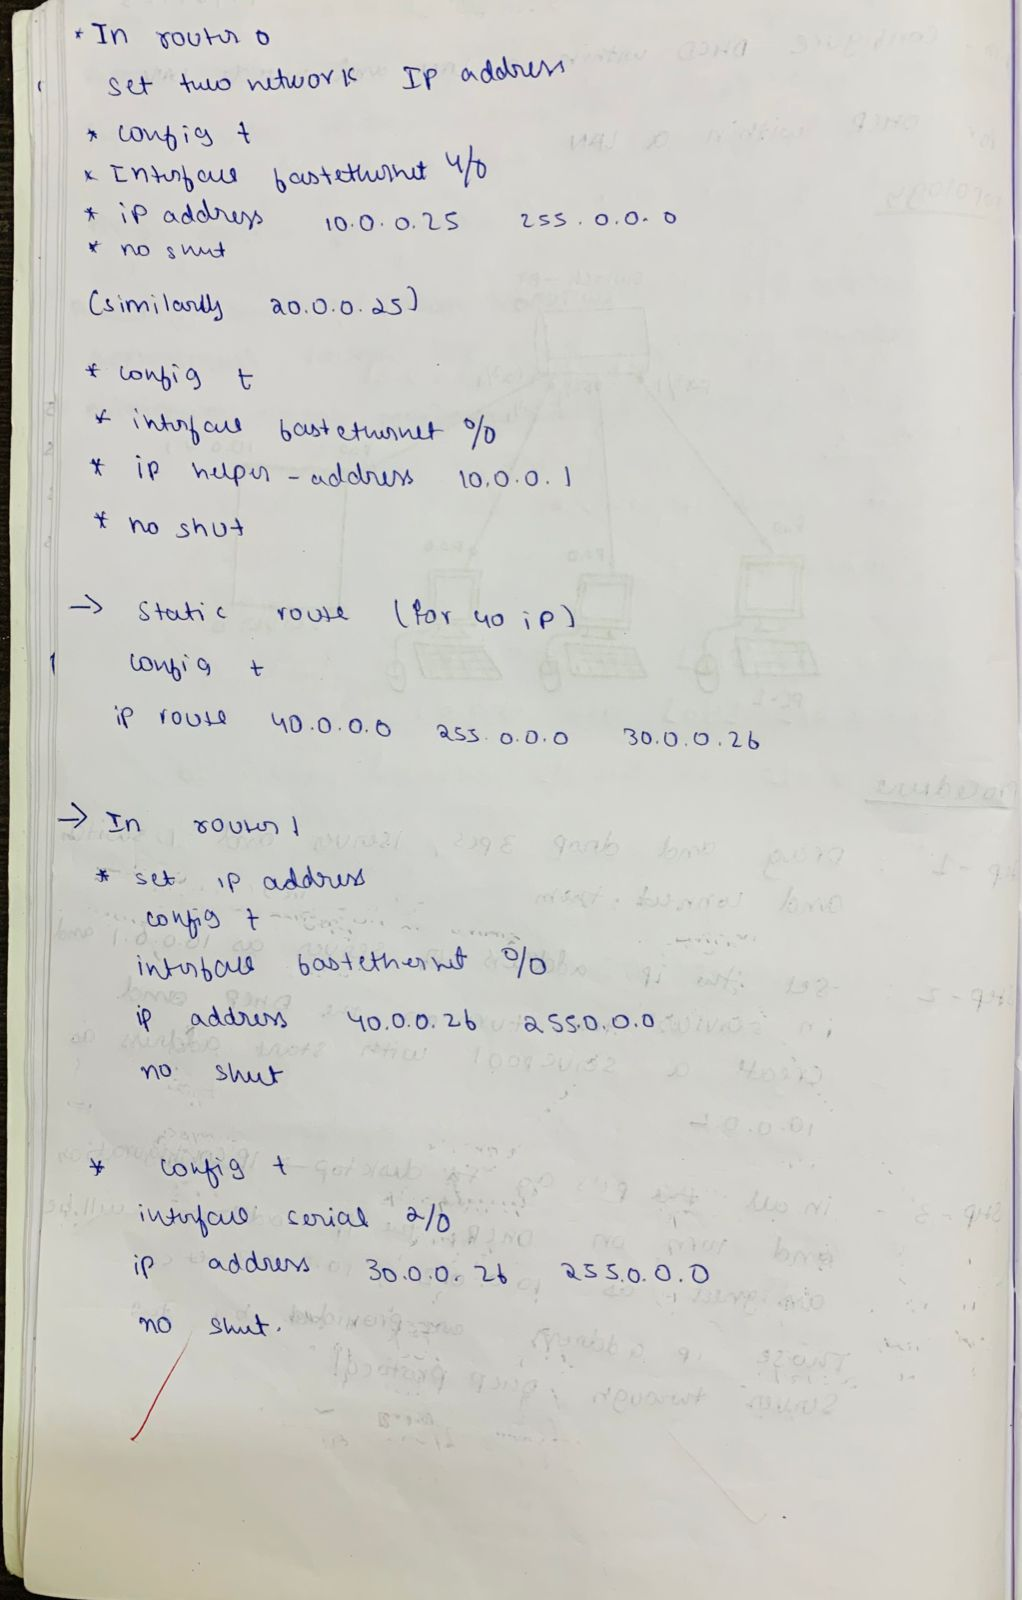 * In router 0
set two network IP address
* config t
* Interface fastethernet 4/0
* ip address 10.0.0.25 255.0.0.0
* no shut
(similarly 20.0.0.25)
* config t
* interface fastethernet 0/0
* ip helper-address 10.0.0.1
* no shut
→ Static route (for 40 ip)
config t
ip route 40.0.0.0 255.0.0.0 30.0.0.26
→ In router 1
* set ip address
config t
interface fastethernet 0/0
ip address 40.0.0.26 255.0.0.0
no shut
* config t
interface serial 2/0
ip address 30.0.0.26 255.0.0.0
no shut.